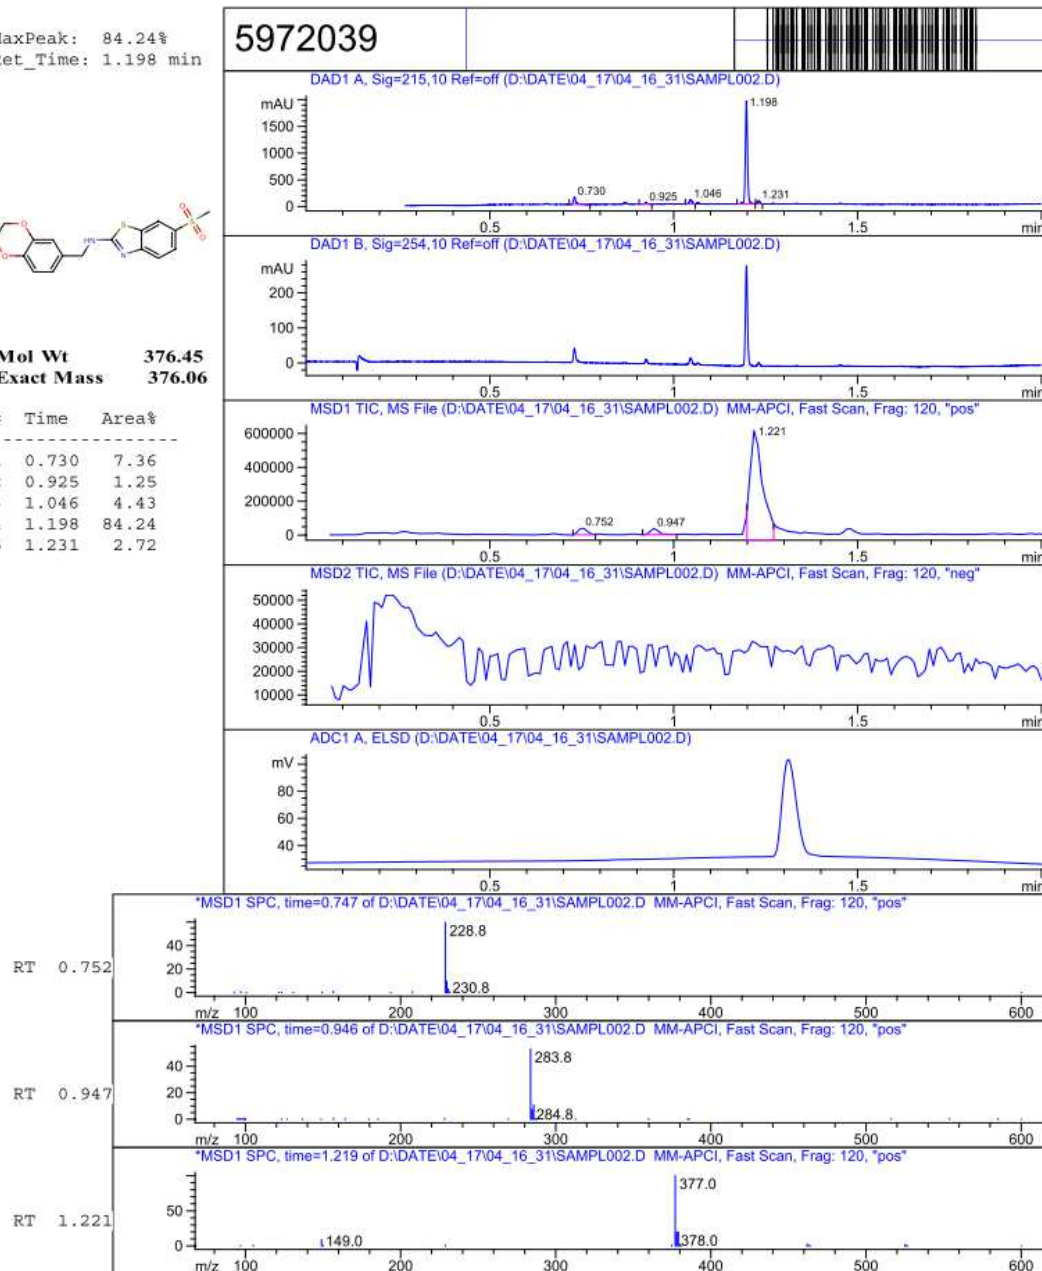 axPeak: 84.24%
et_Time: 1.198 min
5972039
DAD1 A, Sig=215,10 Ref=off (D:\DATE\04_17\04_16_31\SAMPL002.D)
mAU
1500
1000
500
0
0.730
0.925
1.046
1.198
1.231
0.5
1
1.5
min
DAD1 B, Sig=254,10 Ref=off (D:\DATE\04_17\04_16_31\SAMPL002.D)
mAU
200
100
0
0.5
1
1.5
min
O
O
HN
S
N
S
O
O
Mol Wt 376.45
Exact Mass 376.06
Time Area%
0.730 7.36
0.925 1.25
1.046 4.43
1.198 84.24
1.231 2.72
MSD1 TIC, MS File (D:\DATE\04_17\04_16_31\SAMPL002.D) MM-APCI, Fast Scan, Frag: 120, "pos"
600000
400000
200000
0
0.752
0.947
1.221
0.5
1
1.5
min
MSD2 TIC, MS File (D:\DATE\04_17\04_16_31\SAMPL002.D) MM-APCI, Fast Scan, Frag: 120, "neg"
50000
40000
30000
20000
10000
0.5
1
1.5
min
ADC1 A, ELSD (D:\DATE\04_17\04_16_31\SAMPL002.D)
mV
80
60
40
0.5
1
1.5
min
*MSD1 SPC, time=0.747 of D:\DATE\04_17\04_16_31\SAMPL002.D MM-APCI, Fast Scan, Frag: 120, "pos"
RT 0.752
40
20
0
228.8
230.8
m/z 100 200 300 400 500 600
*MSD1 SPC, time=0.946 of D:\DATE\04_17\04_16_31\SAMPL002.D MM-APCI, Fast Scan, Frag: 120, "pos"
RT 0.947
40
20
0
283.8
284.8
m/z 100 200 300 400 500 600
*MSD1 SPC, time=1.219 of D:\DATE\04_17\04_16_31\SAMPL002.D MM-APCI, Fast Scan, Frag: 120, "pos"
RT 1.221
50
0
149.0
377.0
378.0
m/z 100 200 300 400 500 600